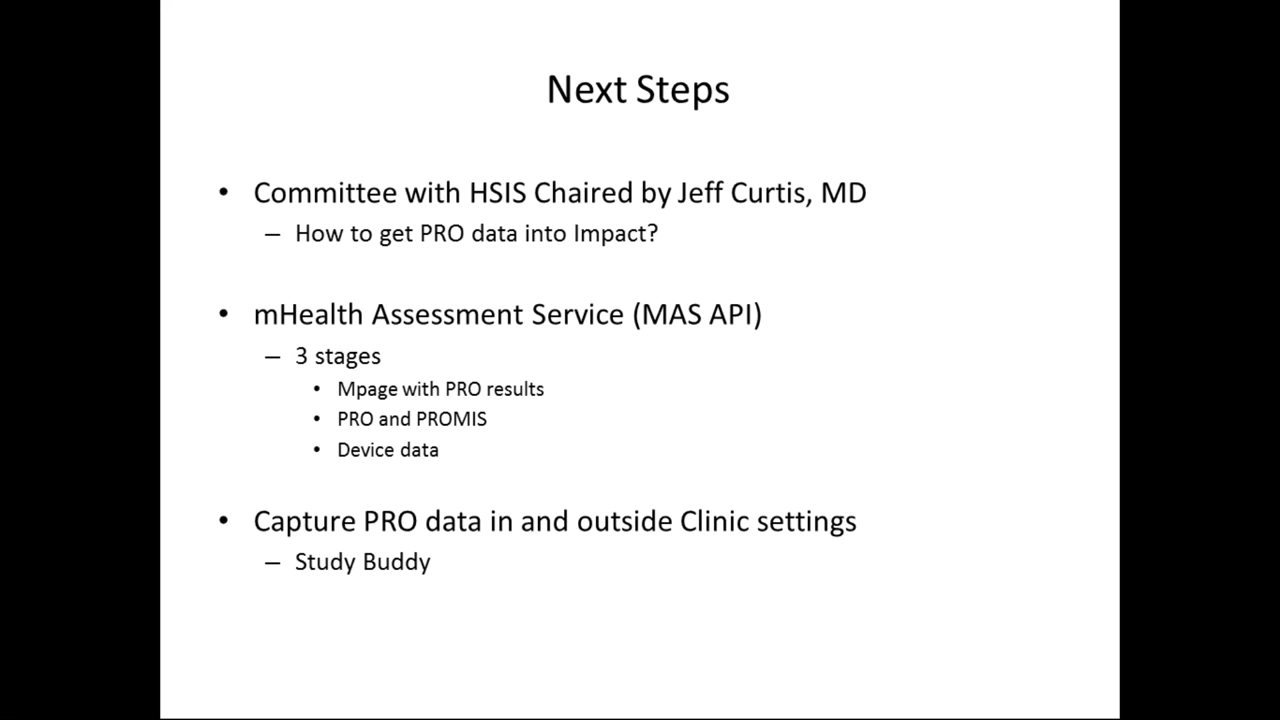 Next Steps
• Committee with HSIS Chaired by Jeff Curtis, MD
– How to get PRO data into Impact?
• mHealth Assessment Service (MAS API)
– 3 stages
• Mpage with PRO results
• PRO and PROMIS
• Device data
• Capture PRO data in and outside Clinic settings
– Study Buddy